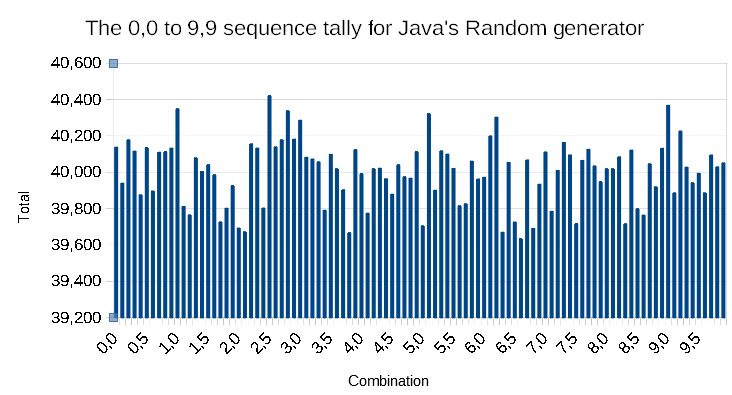 The 0,0 to 9,9 sequence tally for Java's Random generator
40,600
40,400
40,200
40,000
39,800
39,600
39,400
39,200
Total
0,0 0,5 1,0 1,5 2,0 2,5 3,0 3,5 4,0 4,5 5,0 5,5 6,0 6,5 7,0 7,5 8,0 8,5 9,0 9,5
Combination